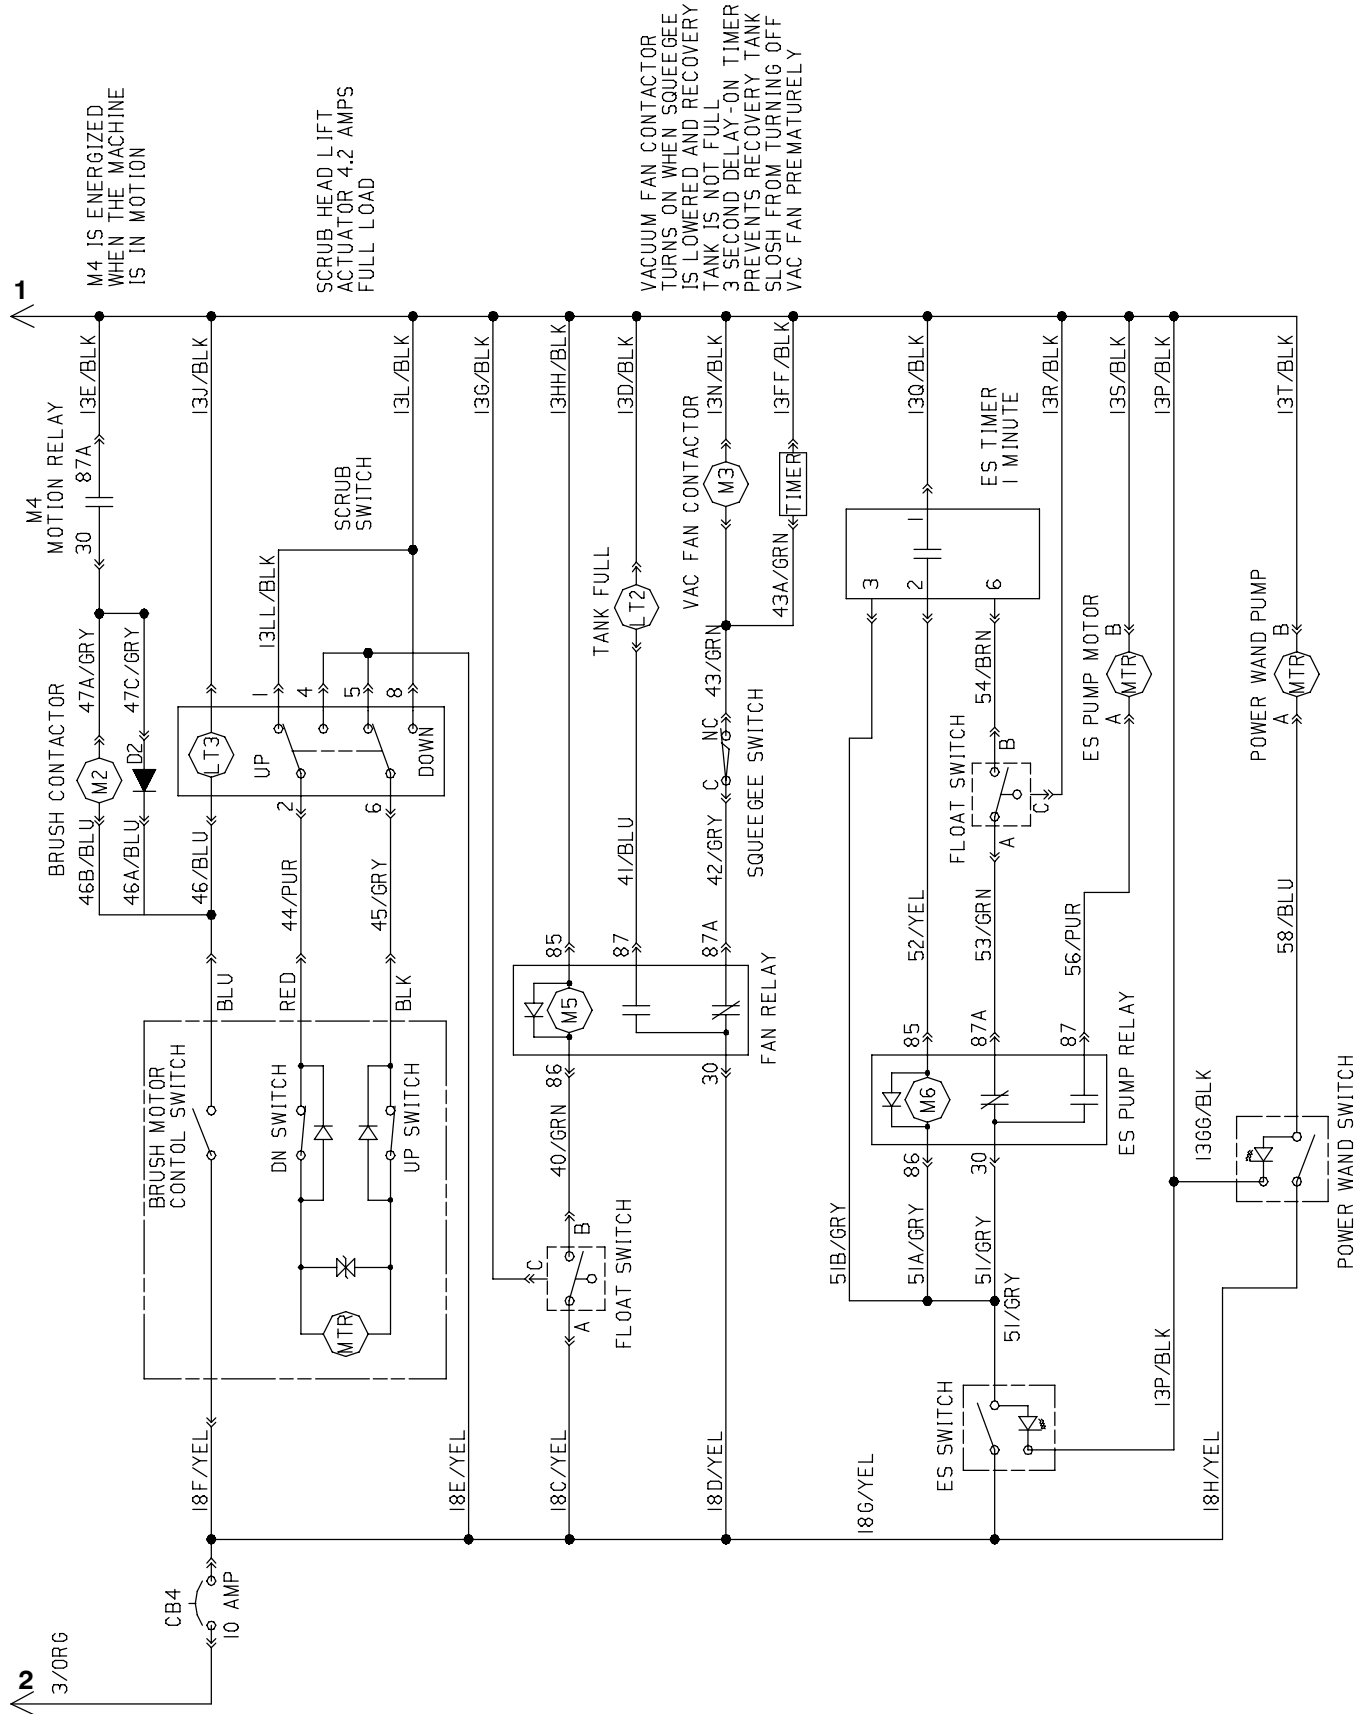 1
2
3/ORG
CB4
10 AMP
M4 IS ENERGIZED
WHEN THE MACHINE
IS IN MOTION
M4
MOTION RELAY
30
87A
13E/BLK
BRUSH CONTACTOR
46B/BLU
M2
47A/GRY
46A/BLU
D2
47C/GRY
18F/YEL
BRUSH MOTOR
CONTOL SWITCH
BLU
46/BLU
LT3
13J/BLK
SCRUB HEAD LIFT
ACTUATOR 4.2 AMPS
FULL LOAD
SCRUB
SWITCH
13LL/BLK
UP
DOWN
1
4
5
8
2
6
DN SWITCH
RED
44/PUR
MTR
UP SWITCH
BLK
45/GRY
13L/BLK
18E/YEL
13G/BLK
18C/YEL
A
C
B
FLOAT SWITCH
40/GRN
86
M5
85
13HH/BLK
87
41/BLU
TANK FULL
LT2
13D/BLK
18D/YEL
30
87A
FAN RELAY
42/GRY
C
NC
SQUEEGEE SWITCH
43/GRN
VAC FAN CONTACTOR
M3
13N/BLK
43A/GRN
TIMER
13FF/BLK
VACUUM FAN CONTACTOR
TURNS ON WHEN SQUEEGEE
IS LOWERED AND RECOVERY
TANK IS NOT FULL
3 SECOND DELAY-ON TIMER
PREVENTS RECOVERY TANK
SLOSH FROM TURNING OFF
VAC FAN PREMATURELY
18G/YEL
ES SWITCH
51/GRY
51B/GRY
51A/GRY
51/GRY
86
M6
85
30
87A
87
ES PUMP RELAY
52/YEL
53/GRN
FLOAT SWITCH
A
B
C
54/BRN
3
2
6
1
ES TIMER
1 MINUTE
13Q/BLK
13R/BLK
56/PUR
ES PUMP MOTOR
A
MTR
B
13S/BLK
13P/BLK
13P/BLK
13GG/BLK
18H/YEL
POWER WAND SWITCH
58/BLU
POWER WAND PUMP
A
MTR
B
13T/BLK